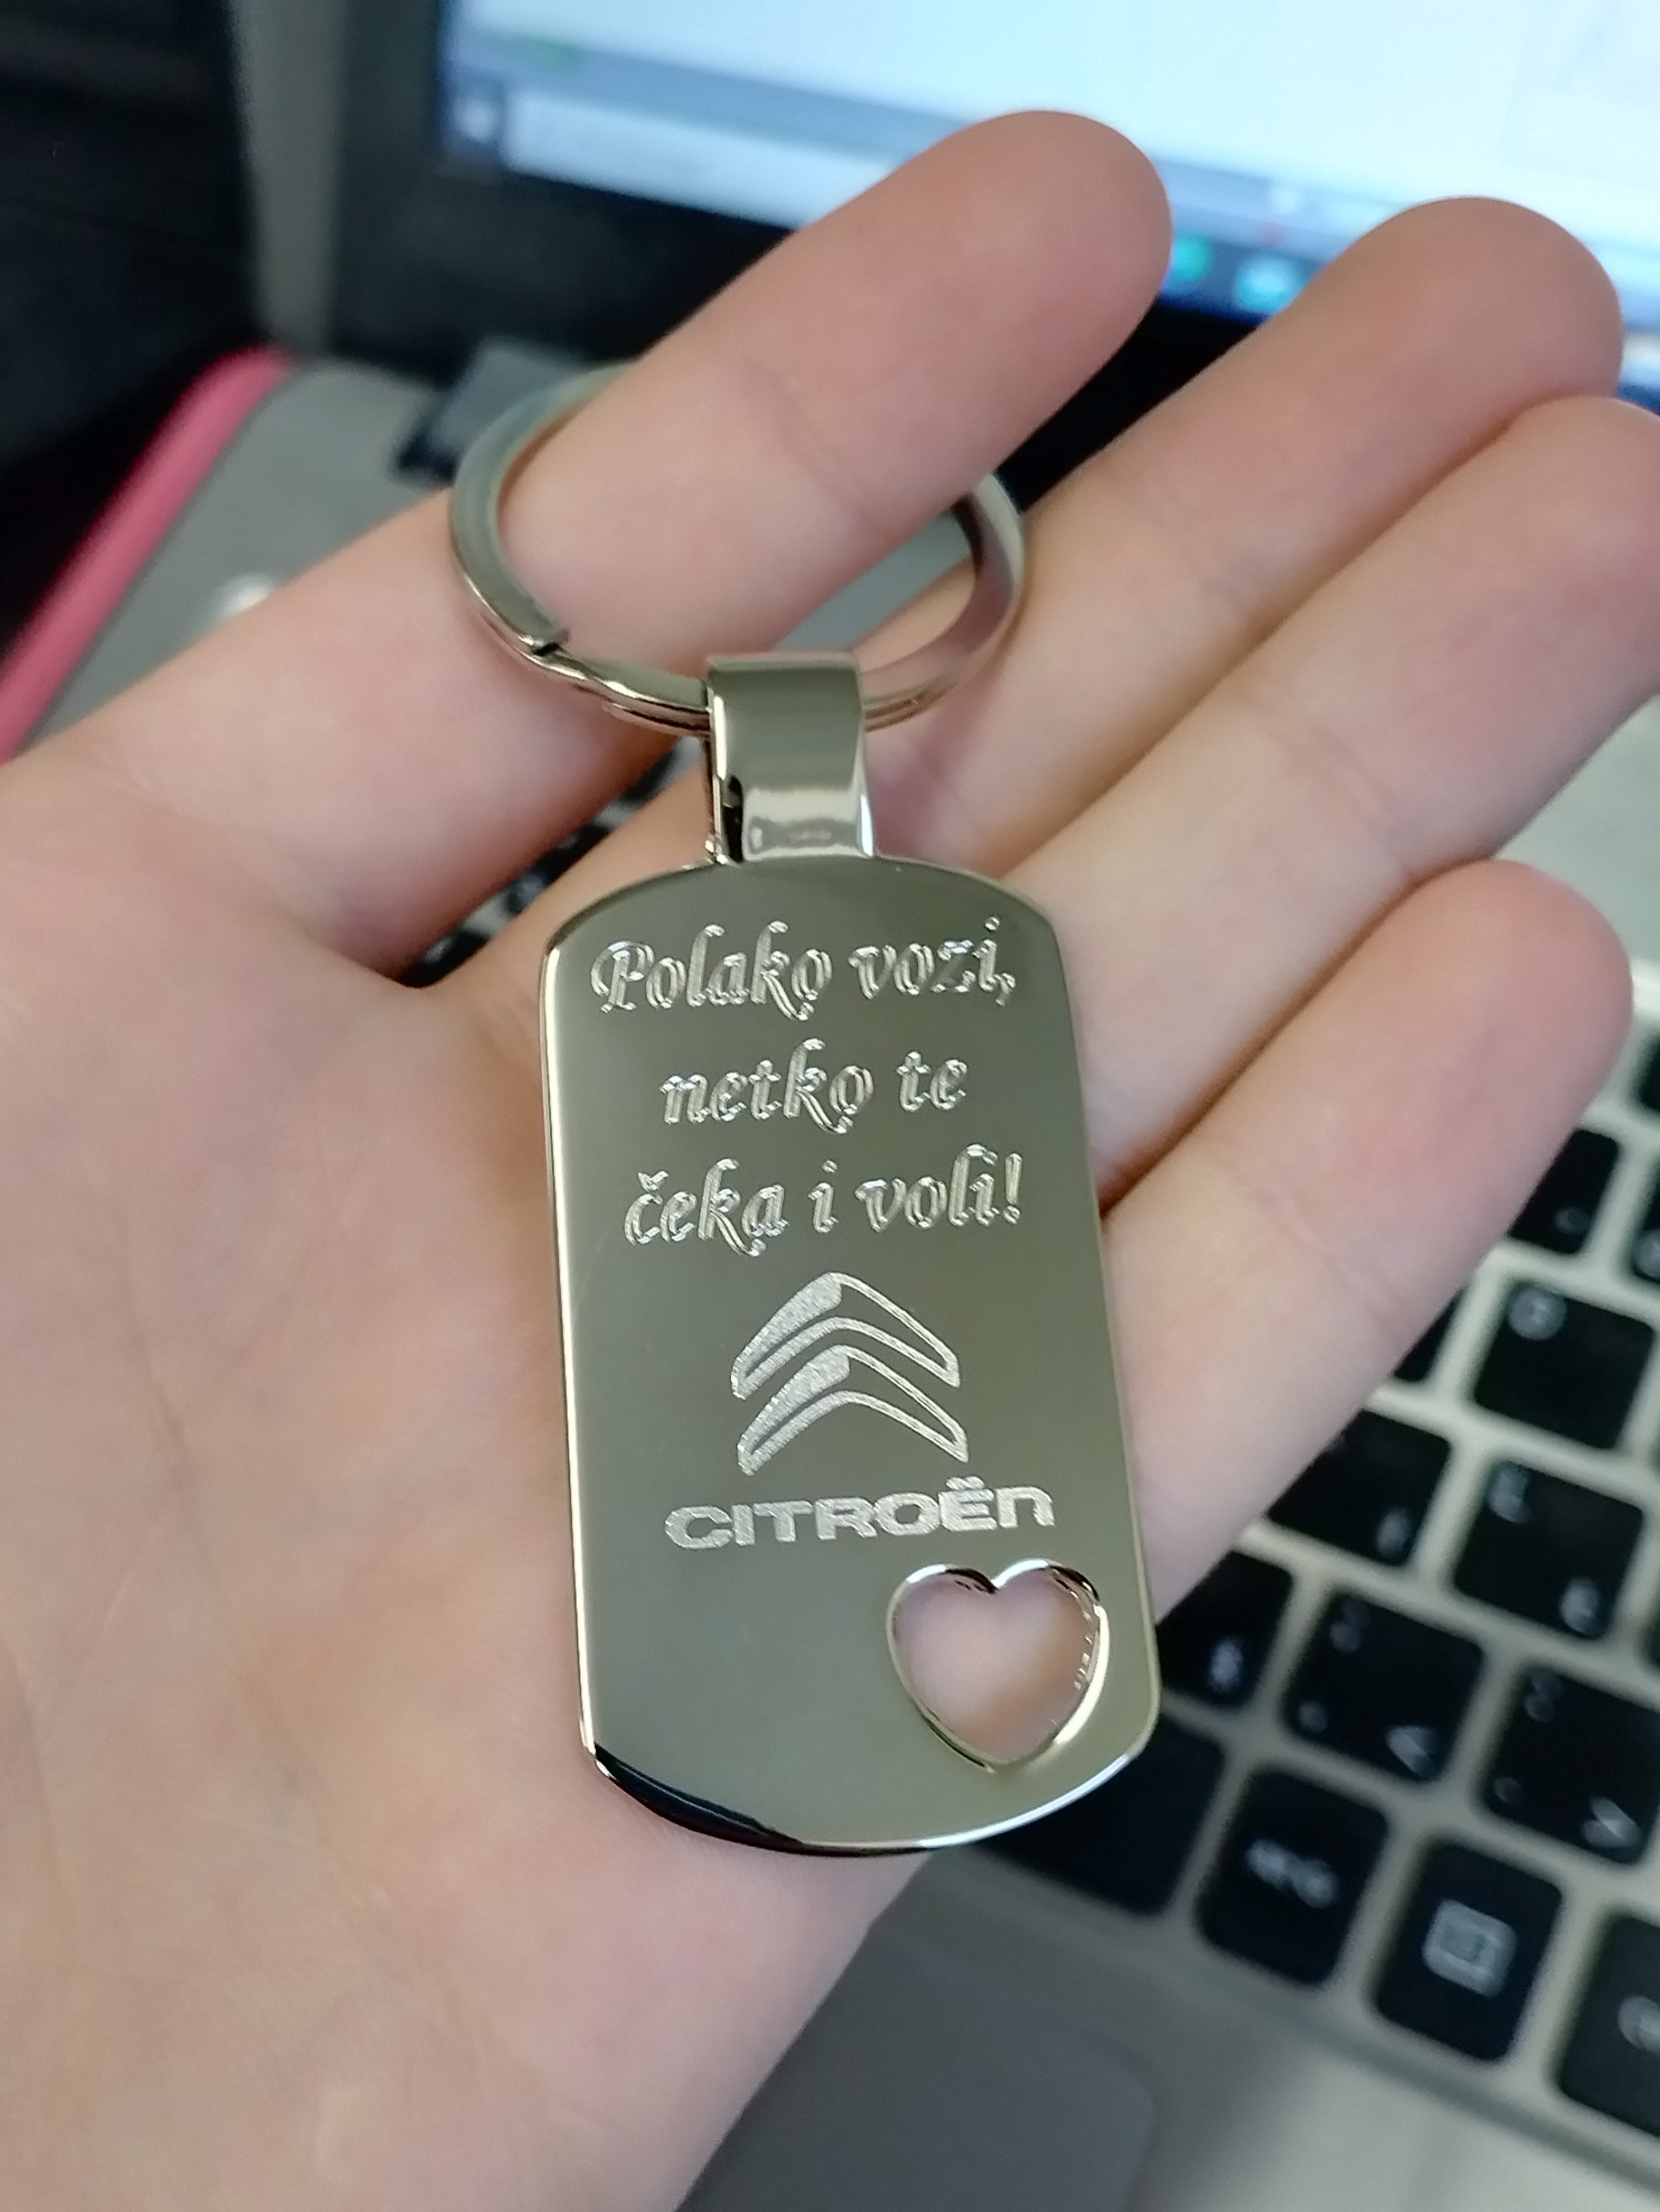 Polako vozi,
netko te
čeka i voli!
CITROËN